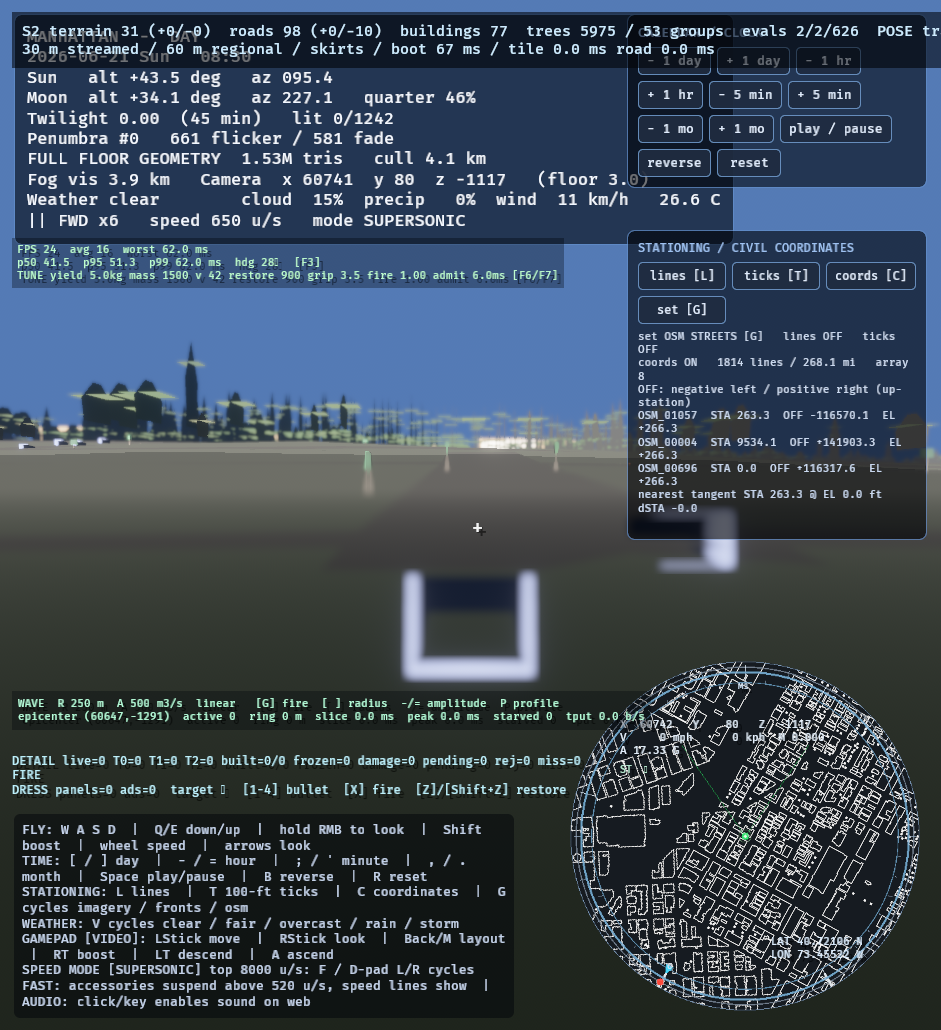 S2 terrain 31 (+0/-0)  roads 98 (+0/-10)  buildings 77  trees 5975 / 53 groups  evals 2/2/626  POSE tr
30 m streamed / 60 m regional / skirts / boot 67 ms / tile 0.0 ms road 0.0 ms
MANHATTAN  -  DAY
2026-06-21 Sun   08:50
Sun   alt +43.5 deg   az 095.4
Moon  alt +34.1 deg   az 227.1   quarter 46%
Twilight 0.00  (45 min)   lit 0/1242
Penumbra #0   661 flicker / 581 fade
FULL FLOOR GEOMETRY  1.53M tris   cull 4.1 km
Fog vis 3.9 km   Camera  x 60741  y 80  z -1117   (floor 3.0)
Weather clear        cloud  15%  precip   0%  wind  11 km/h   26.6 C
|| FWD x6   speed 650 u/s   mode SUPERSONIC
- 1 day
+ 1 day
- 1 hr
+ 1 hr
- 5 min
+ 5 min
- 1 mo
+ 1 mo
play / pause
reverse
reset
FPS 24  avg 16  worst 62.0 ms
p50 41.5  p95 51.3  p99 62.0 ms  hdg 28  [F3]
TUNE yield 5.0kg mass 1500 v 42 restore 900 grip 3.5 fire 1.00 admit 6.0ms [F6/F7]
STATIONING / CIVIL COORDINATES
lines [L]
ticks [T]
coords [C]
set [G]
set OSM STREETS [G]   lines OFF   ticks
OFF
coords ON   1814 lines / 268.1 mi   array
8
OFF: negative left / positive right (up-
station)
OSM_01057  STA 263.3  OFF -116570.1  EL
+266.3
OSM_00004  STA 9534.1  OFF +141903.3  EL
+266.3
OSM_00696  STA 0.0  OFF +116317.6  EL
+266.3
nearest tangent STA 263.3 @ EL 0.0 ft
dSTA -0.0
WAVE  R 250 m  A 500 m3/s  linear   [G] fire  [ ] radius  -/= amplitude  P profile
epicenter (60647,-1291)  active 0  ring 0 m  slice 0.0 ms  peak 0.0 ms  starved 0  tput 0.0 b/s
X  60742   Y    80   Z  -1117
V     0 mph      0 kph  M 0.000
A 17.33 G
DETAIL live=0 T0=0 T1=0 T2=0 built=0/0 frozen=0 damage=0 pending=0 rej=0 miss=0
FIRE
DRESS panels=0 ads=0  target  [1-4] bullet  [X] fire  [Z]/[Shift+Z] restore
FLY: W A S D  |  Q/E down/up  |  hold RMB to look  |  Shift
boost  |  wheel speed  |  arrows look
TIME: [ / ] day  |  - / = hour  |  ; / ' minute  |  , / .
month  |  Space play/pause  |  B reverse  |  R reset
STATIONING: L lines  |  T 100-ft ticks  |  C coordinates  |  G
cycles imagery / fronts / osm
WEATHER: V cycles clear / fair / overcast / rain / storm
GAMEPAD [VIDEO]: LStick move  |  RStick look  |  Back/M layout
|  RT boost  |  LT descend  |  A ascend
SPEED MODE [SUPERSONIC] top 8000 u/s: F / D-pad L/R cycles
FAST: accessories suspend above 520 u/s, speed lines show  |
AUDIO: click/key enables sound on web